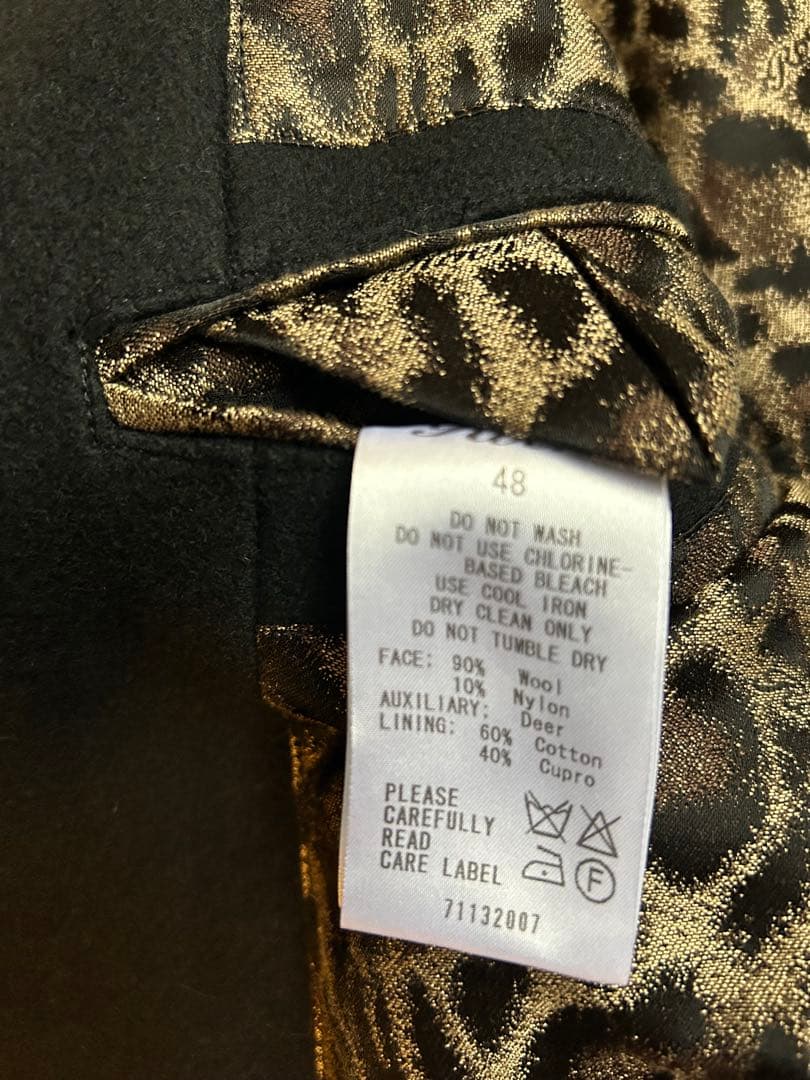 48
DO NOT WASH
DO NOT USE CHLORINE-
BASED BLEACH
USE COOL IRON
DRY CLEAN ONLY
DO NOT TUMBLE DRY
FACE: 90% Wool
10% Nylon
AUXILIARY: Deer
LINING: 60% Cotton
40% Cupro
PLEASE
CAREFULLY
READ
CARE LABEL
F
71132007